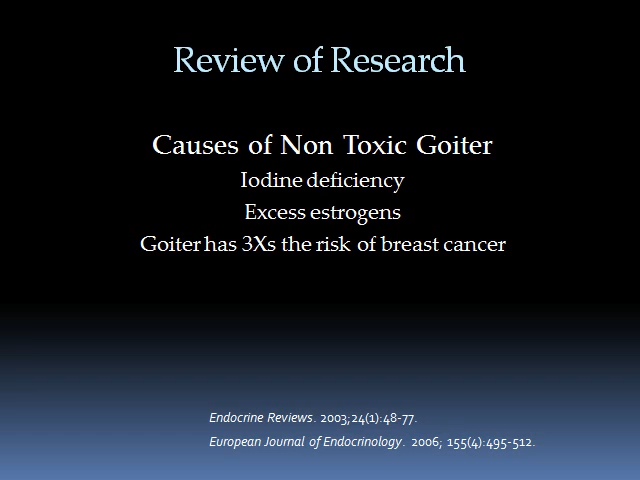 Review of Research
Causes of Non Toxic Goiter
Iodine deficiency
Excess estrogens
Goiter has 3Xs the risk of breast cancer
Endocrine Reviews. 2003;24(1):48-77.
European Journal of Endocrinology. 2006; 155(4):495-512.